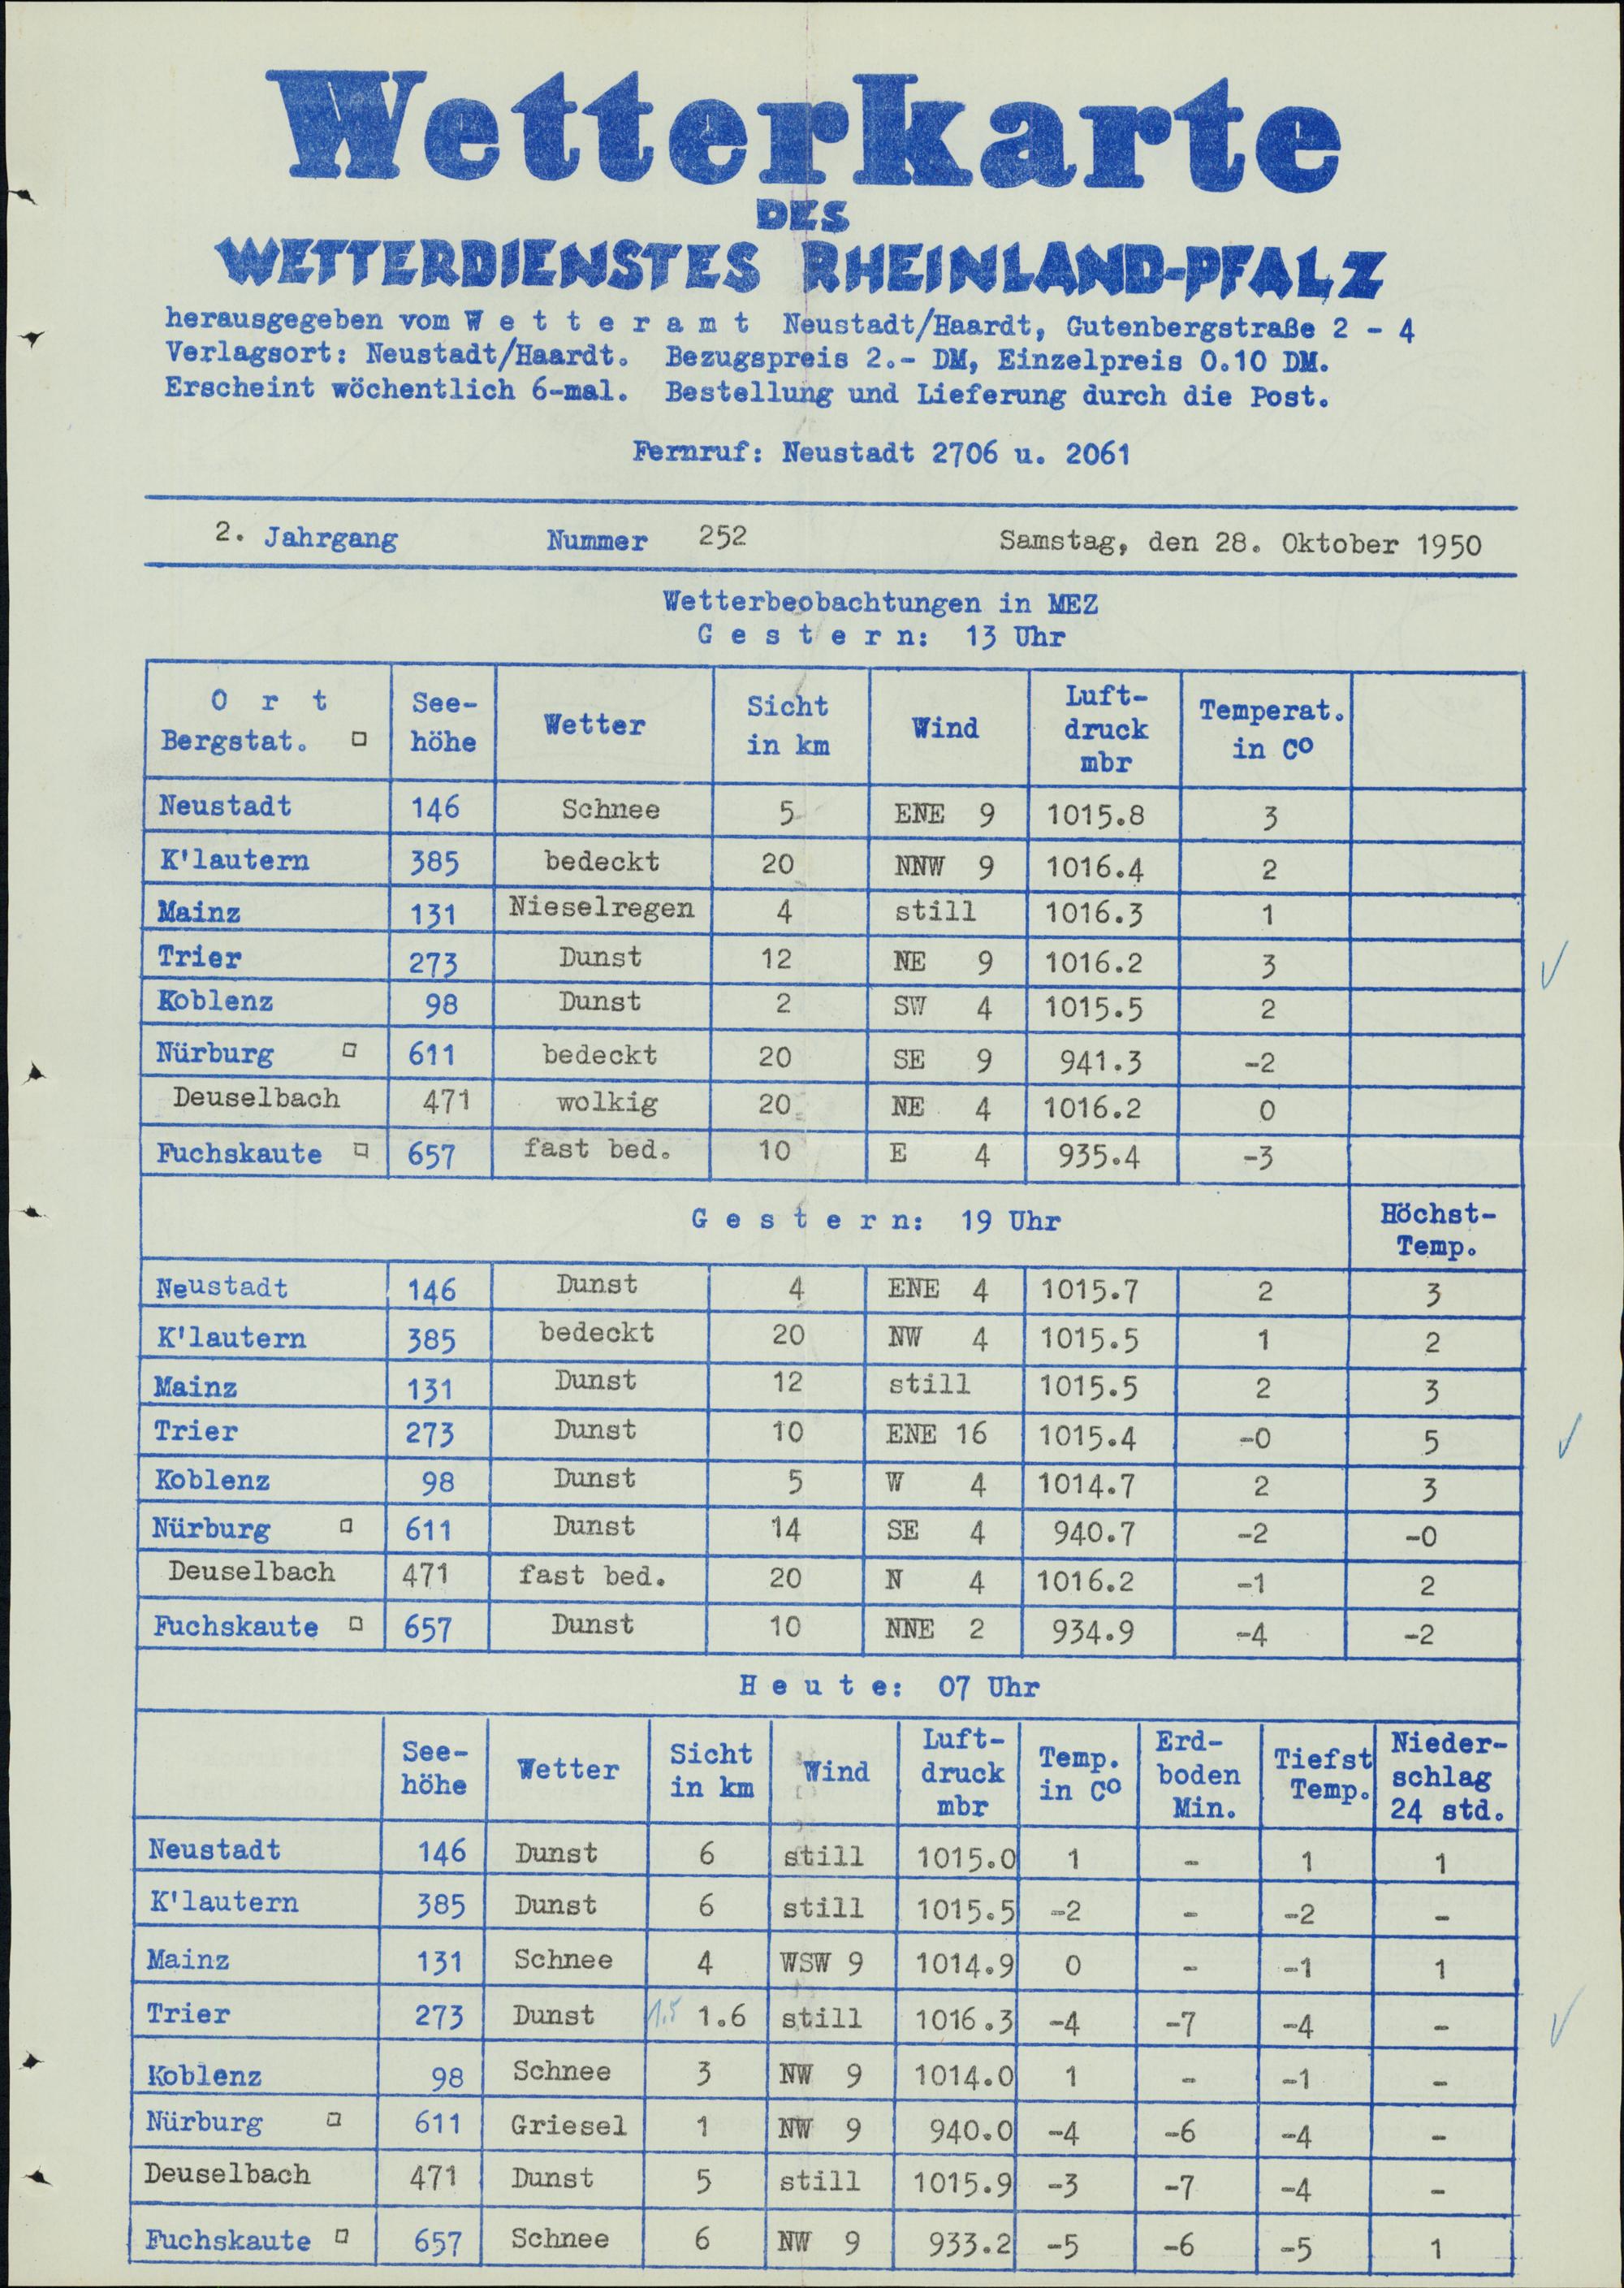 Wetterkarte
DES
WETTERDIENSTES RHEINLAND-PFALZ
herausgegeben vom W e t t e r a m t Neustadt/Haardt, Gutenbergstraße 2 - 4
Verlagsort: Neustadt/Haardt. Bezugspreis 2.- DM, Einzelpreis 0.10 DM.
Erscheint wöchentlich 6-mal. Bestellung und Lieferung durch die Post.
Fernruf: Neustadt 2706 u. 2061
2. Jahrgang Nummer 252 Samstag, den 28. Oktober 1950
Wetterbeobachtungen in MEZ
G e s t e r n: 13 Uhr
O r t See- Wetter Sicht Wind Luft- Temperat.
Bergstat. □ höhe in km druck in C°
mbr
Neustadt 146 Schnee 5 ENE 9 1015.8 3
K'lautern 385 bedeckt 20 NNW 9 1016.4 2
Mainz 131 Nieselregen 4 still 1016.3 1
Trier 273 Dunst 12 NE 9 1016.2 3
Koblenz 98 Dunst 2 SW 4 1015.5 2
Nürburg □ 611 bedeckt 20 SE 9 941.3 -2
Deuselbach 471 wolkig 20 NE 4 1016.2 0
Fuchskaute □ 657 fast bed. 10 E 4 935.4 -3
G e s t e r n: 19 Uhr Höchst-
Temp.
Neustadt 146 Dunst 4 ENE 4 1015.7 2 3
K'lautern 385 bedeckt 20 NW 4 1015.5 1 2
Mainz 131 Dunst 12 still 1015.5 2 3
Trier 273 Dunst 10 ENE 16 1015.4 -0 5
Koblenz 98 Dunst 5 W 4 1014.7 2 3
Nürburg □ 611 Dunst 14 SE 4 940.7 -2 -0
Deuselbach 471 fast bed. 20 N 4 1016.2 -1 2
Fuchskaute □ 657 Dunst 10 NNE 2 934.9 -4 -2
H e u t e: 07 Uhr
See- Wetter Sicht Wind Luft- Temp. Erd- Tiefst Nieder-
höhe in km druck in C° boden Temp. schlag
mbr Min. 24 std.
Neustadt 146 Dunst 6 still 1015.0 1 - 1 1
K'lautern 385 Dunst 6 still 1015.5 -2 - -2 -
Mainz 131 Schnee 4 WSW 9 1014.9 0 - -1 1
Trier 273 Dunst 1.5 1.6 still 1016.3 -4 -7 -4 -
Koblenz 98 Schnee 3 NW 9 1014.0 1 - -1 -
Nürburg □ 611 Griesel 1 NW 9 940.0 -4 -6 -4 -
Deuselbach 471 Dunst 5 still 1015.9 -3 -7 -4 -
Fuchskaute □ 657 Schnee 6 NW 9 933.2 -5 -6 -5 1